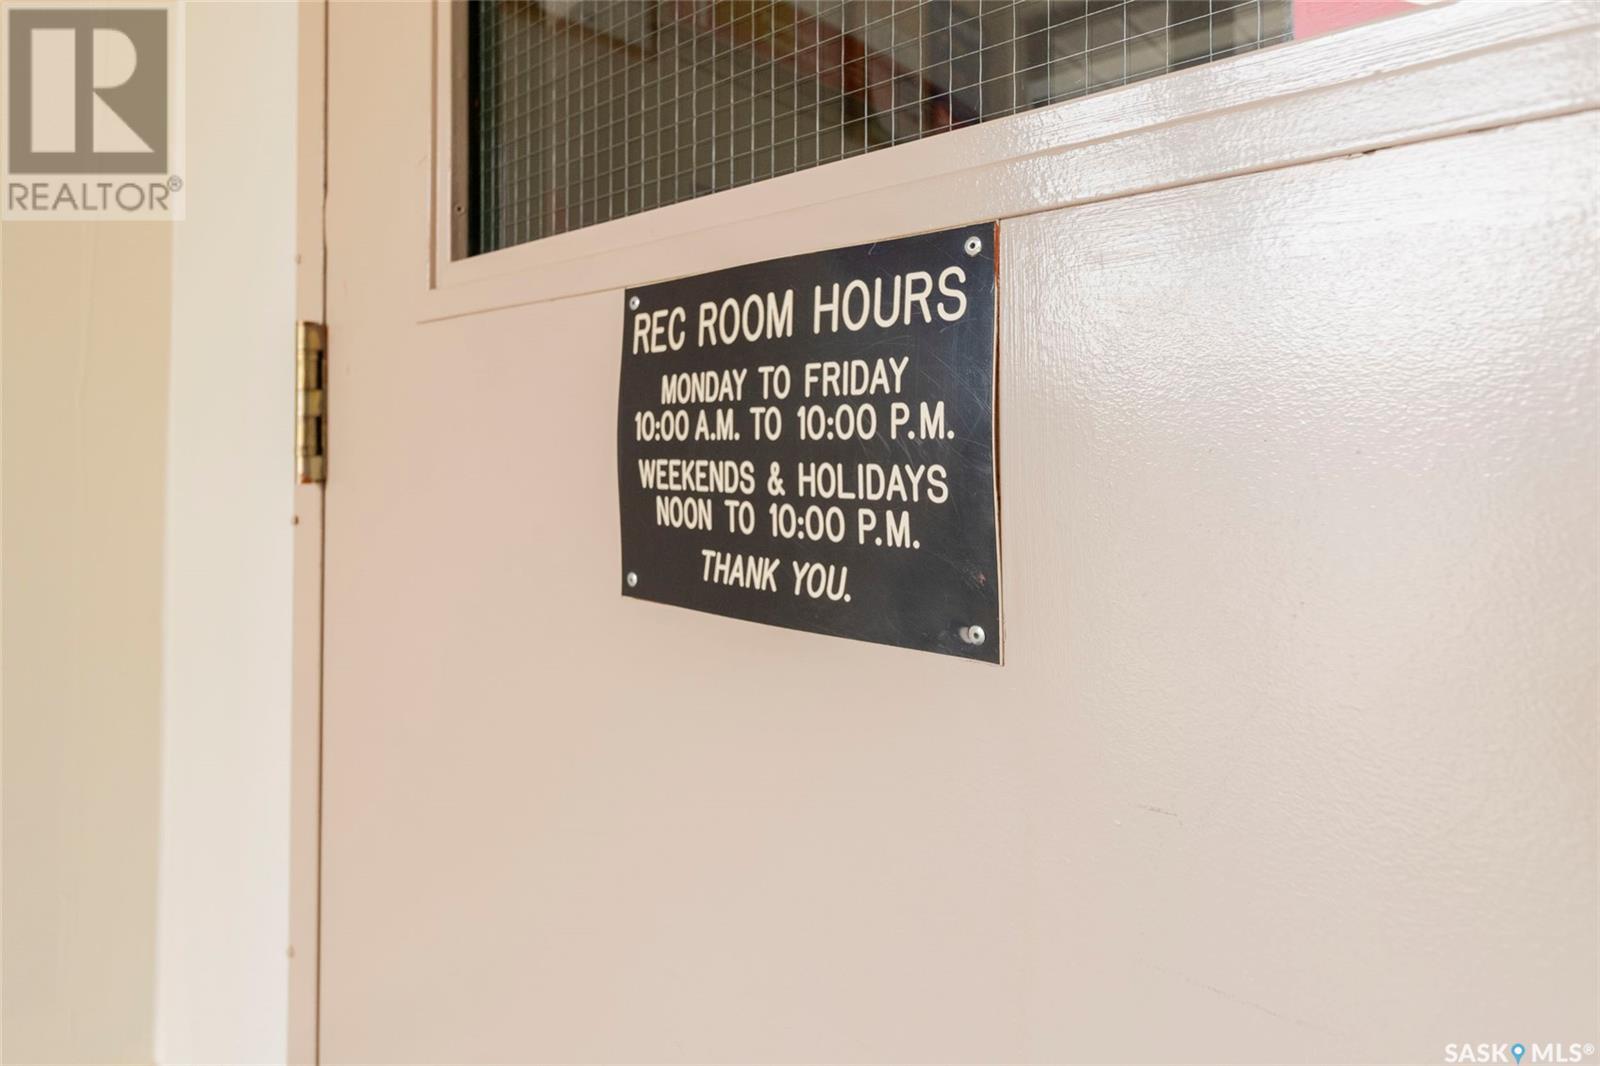 R
REALTOR®
REC ROOM HOURS
MONDAY TO FRIDAY
10:00 A.M. TO 10:00 P.M.
WEEKENDS & HOLIDAYS
NOON TO 10:00 P.M.
THANK YOU.
SASK MLS®